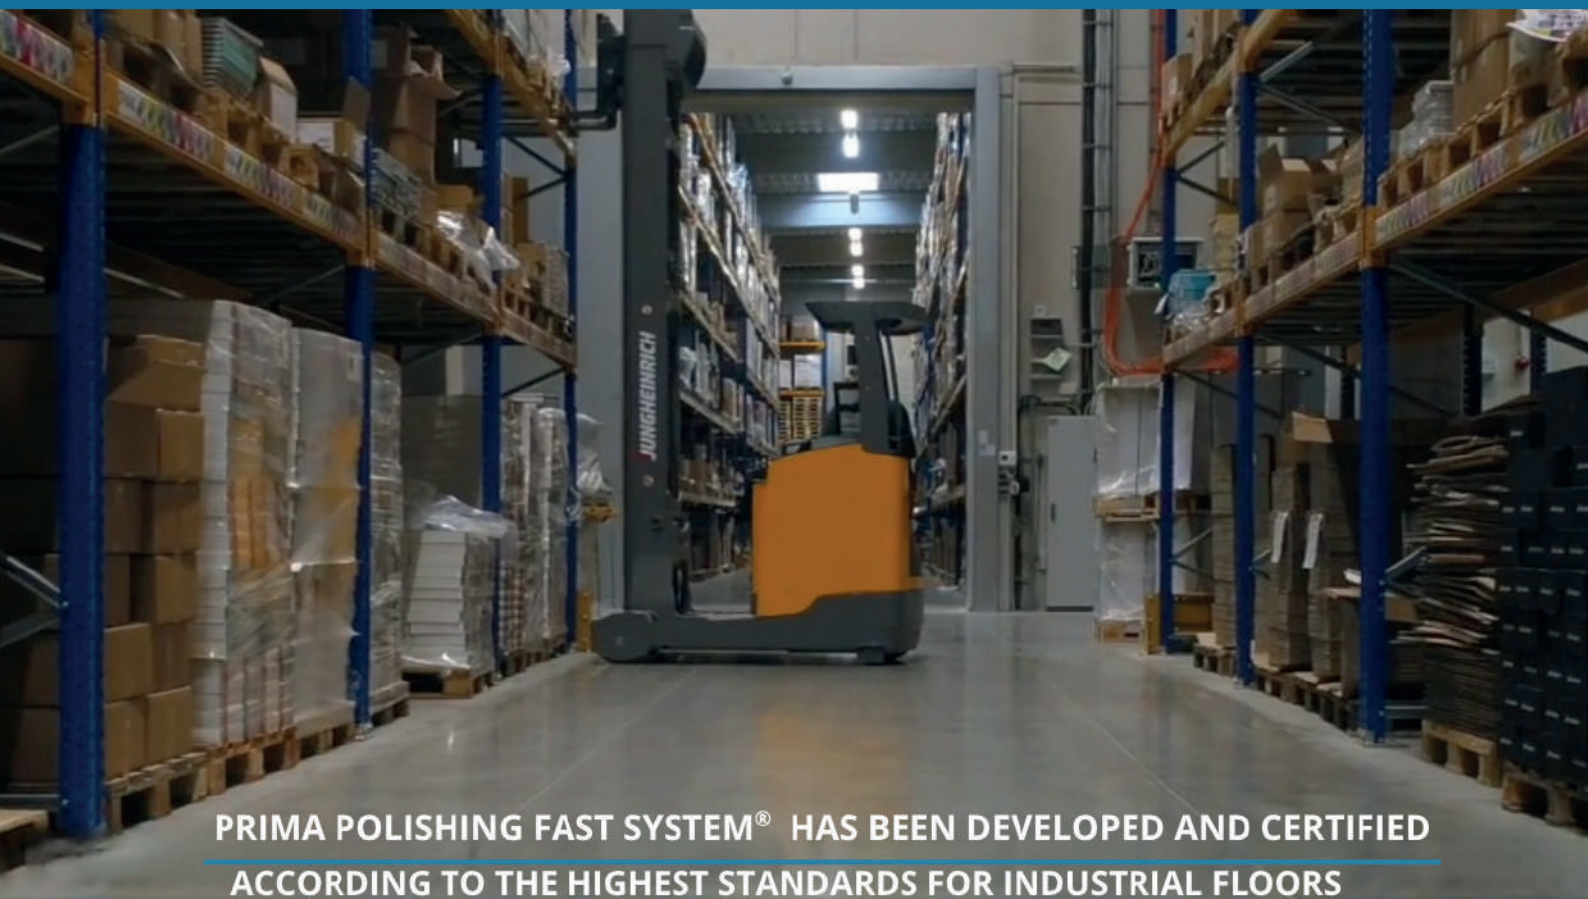 JUNGHEINRICH
PRIMA POLISHING FAST SYSTEM® HAS BEEN DEVELOPED AND CERTIFIED
ACCORDING TO THE HIGHEST STANDARDS FOR INDUSTRIAL FLOORS